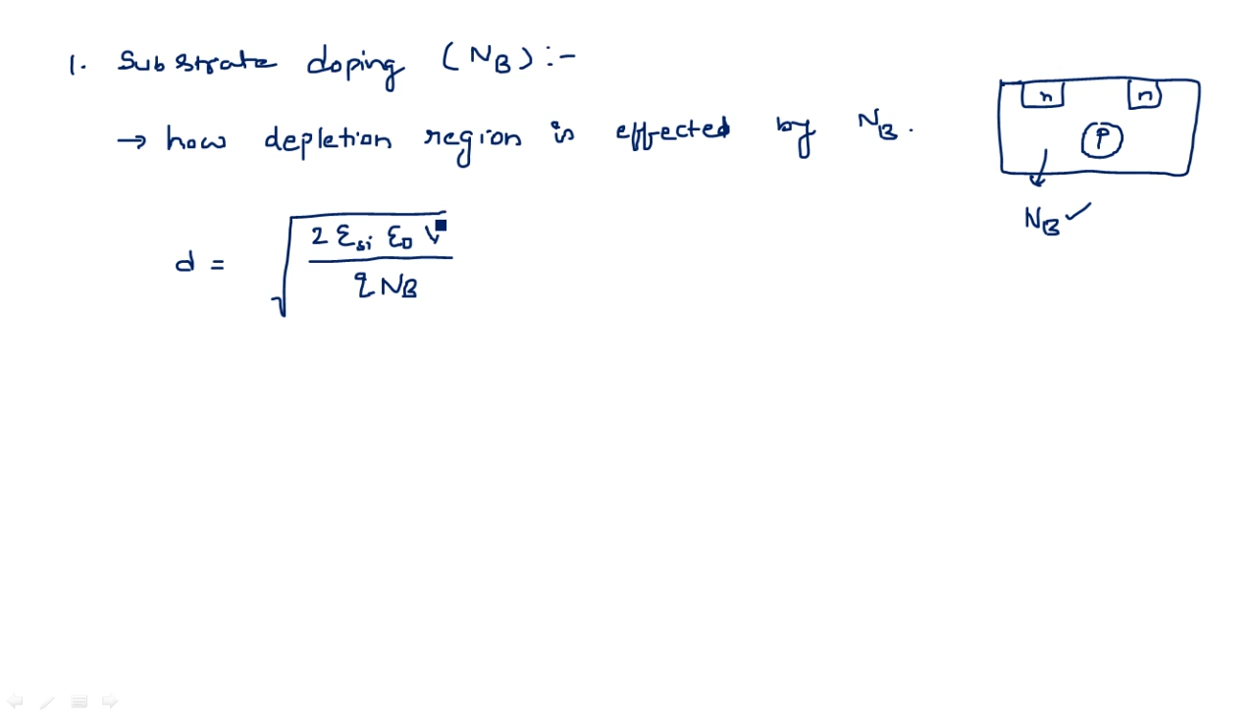 1. Substrate doping (NB) :-
→ how depletion region is effected by NB.
n n
P
NB ✓
d = √ 2 εsi ε0 V
q NB